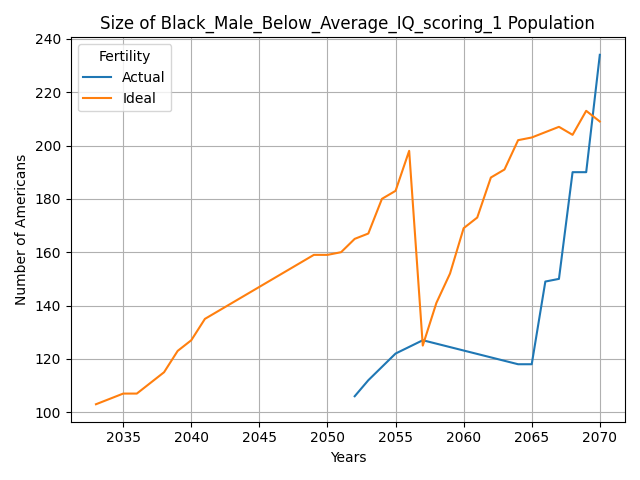 Size of Black_Male_Below_Average_IQ_scoring_1 Population
Fertility
Actual
Ideal
Number of Americans
240
220
200
180
160
140
120
100
2035 2040 2045 2050 2055 2060 2065 2070
Years